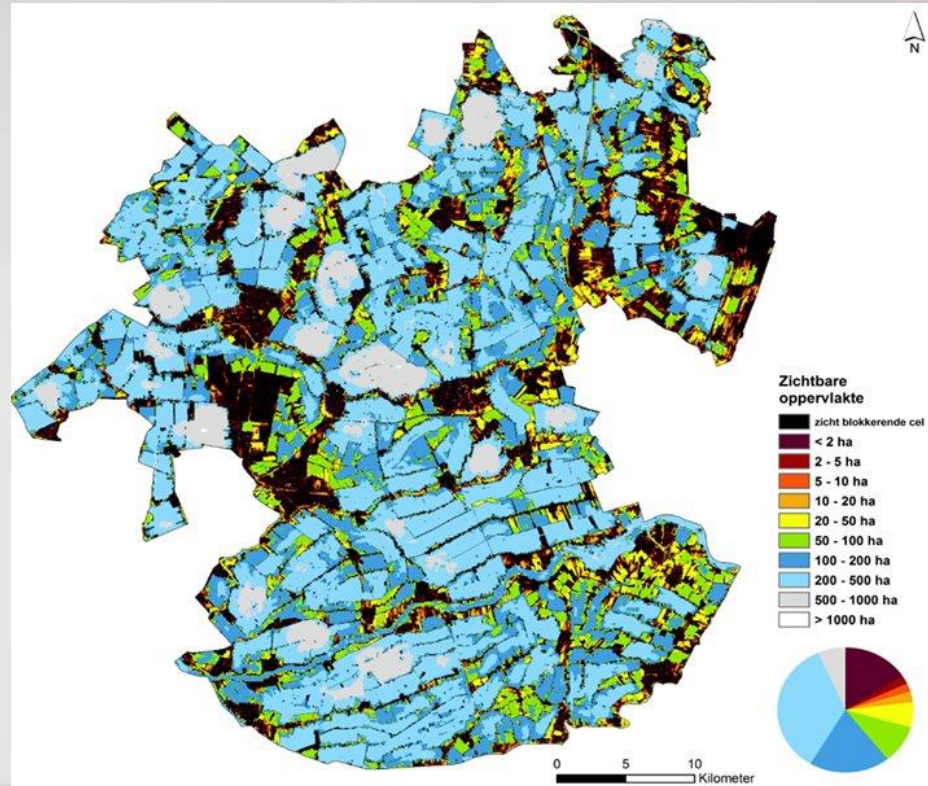 N
Zichtbare
oppervlakte
zicht blokkerende cel
< 2 ha
2 - 5 ha
5 - 10 ha
10 - 20 ha
20 - 50 ha
50 - 100 ha
100 - 200 ha
200 - 500 ha
500 - 1000 ha
> 1000 ha
0 5 10
Kilometer